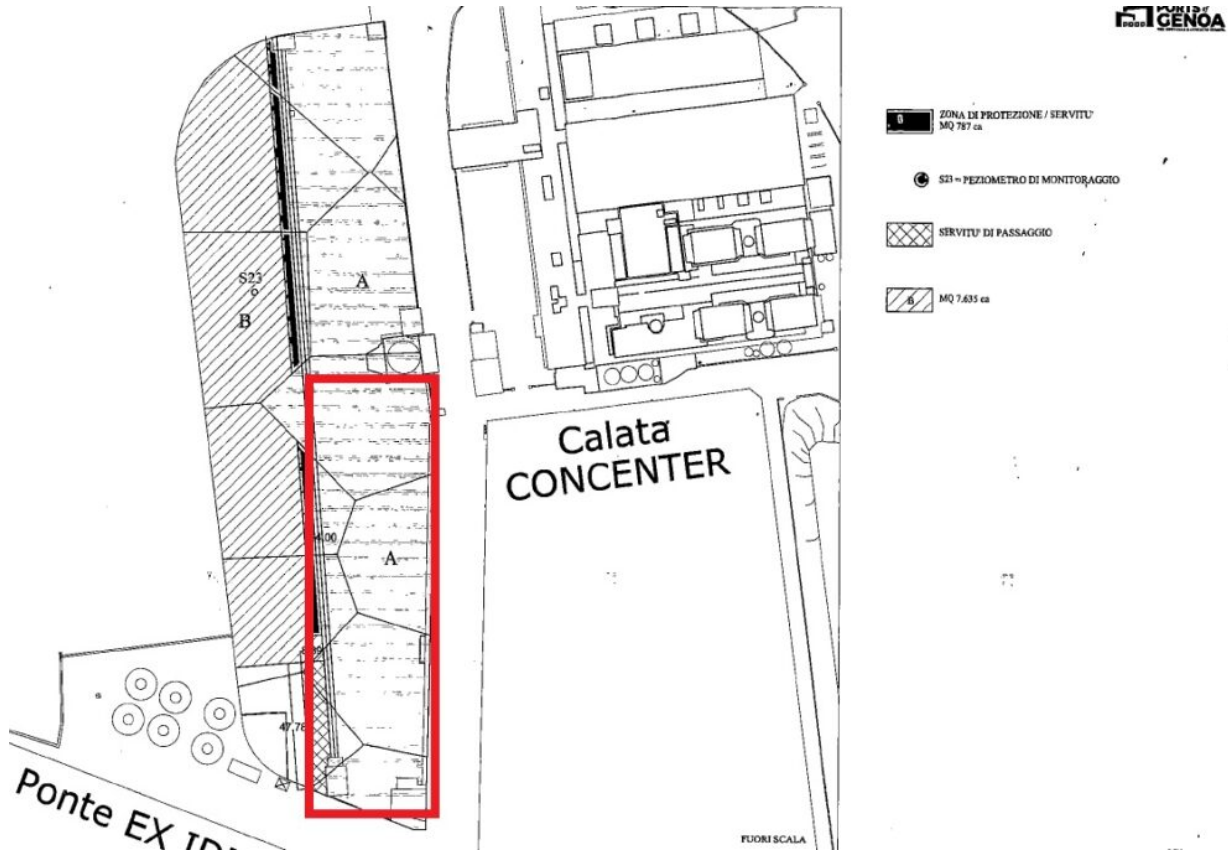 PORTS of
GENOA
B
ZONA DI PROTEZIONE / SERVITU'
MQ 787 ca
S23 = PEZIOMETRO DI MONITORAGGIO
SERVITU' DI PASSAGGIO
B
MQ 7.635 ca
S23
B
A
Calata
CONCENTER
A
47,78
Ponte EX
FUORI SCALA